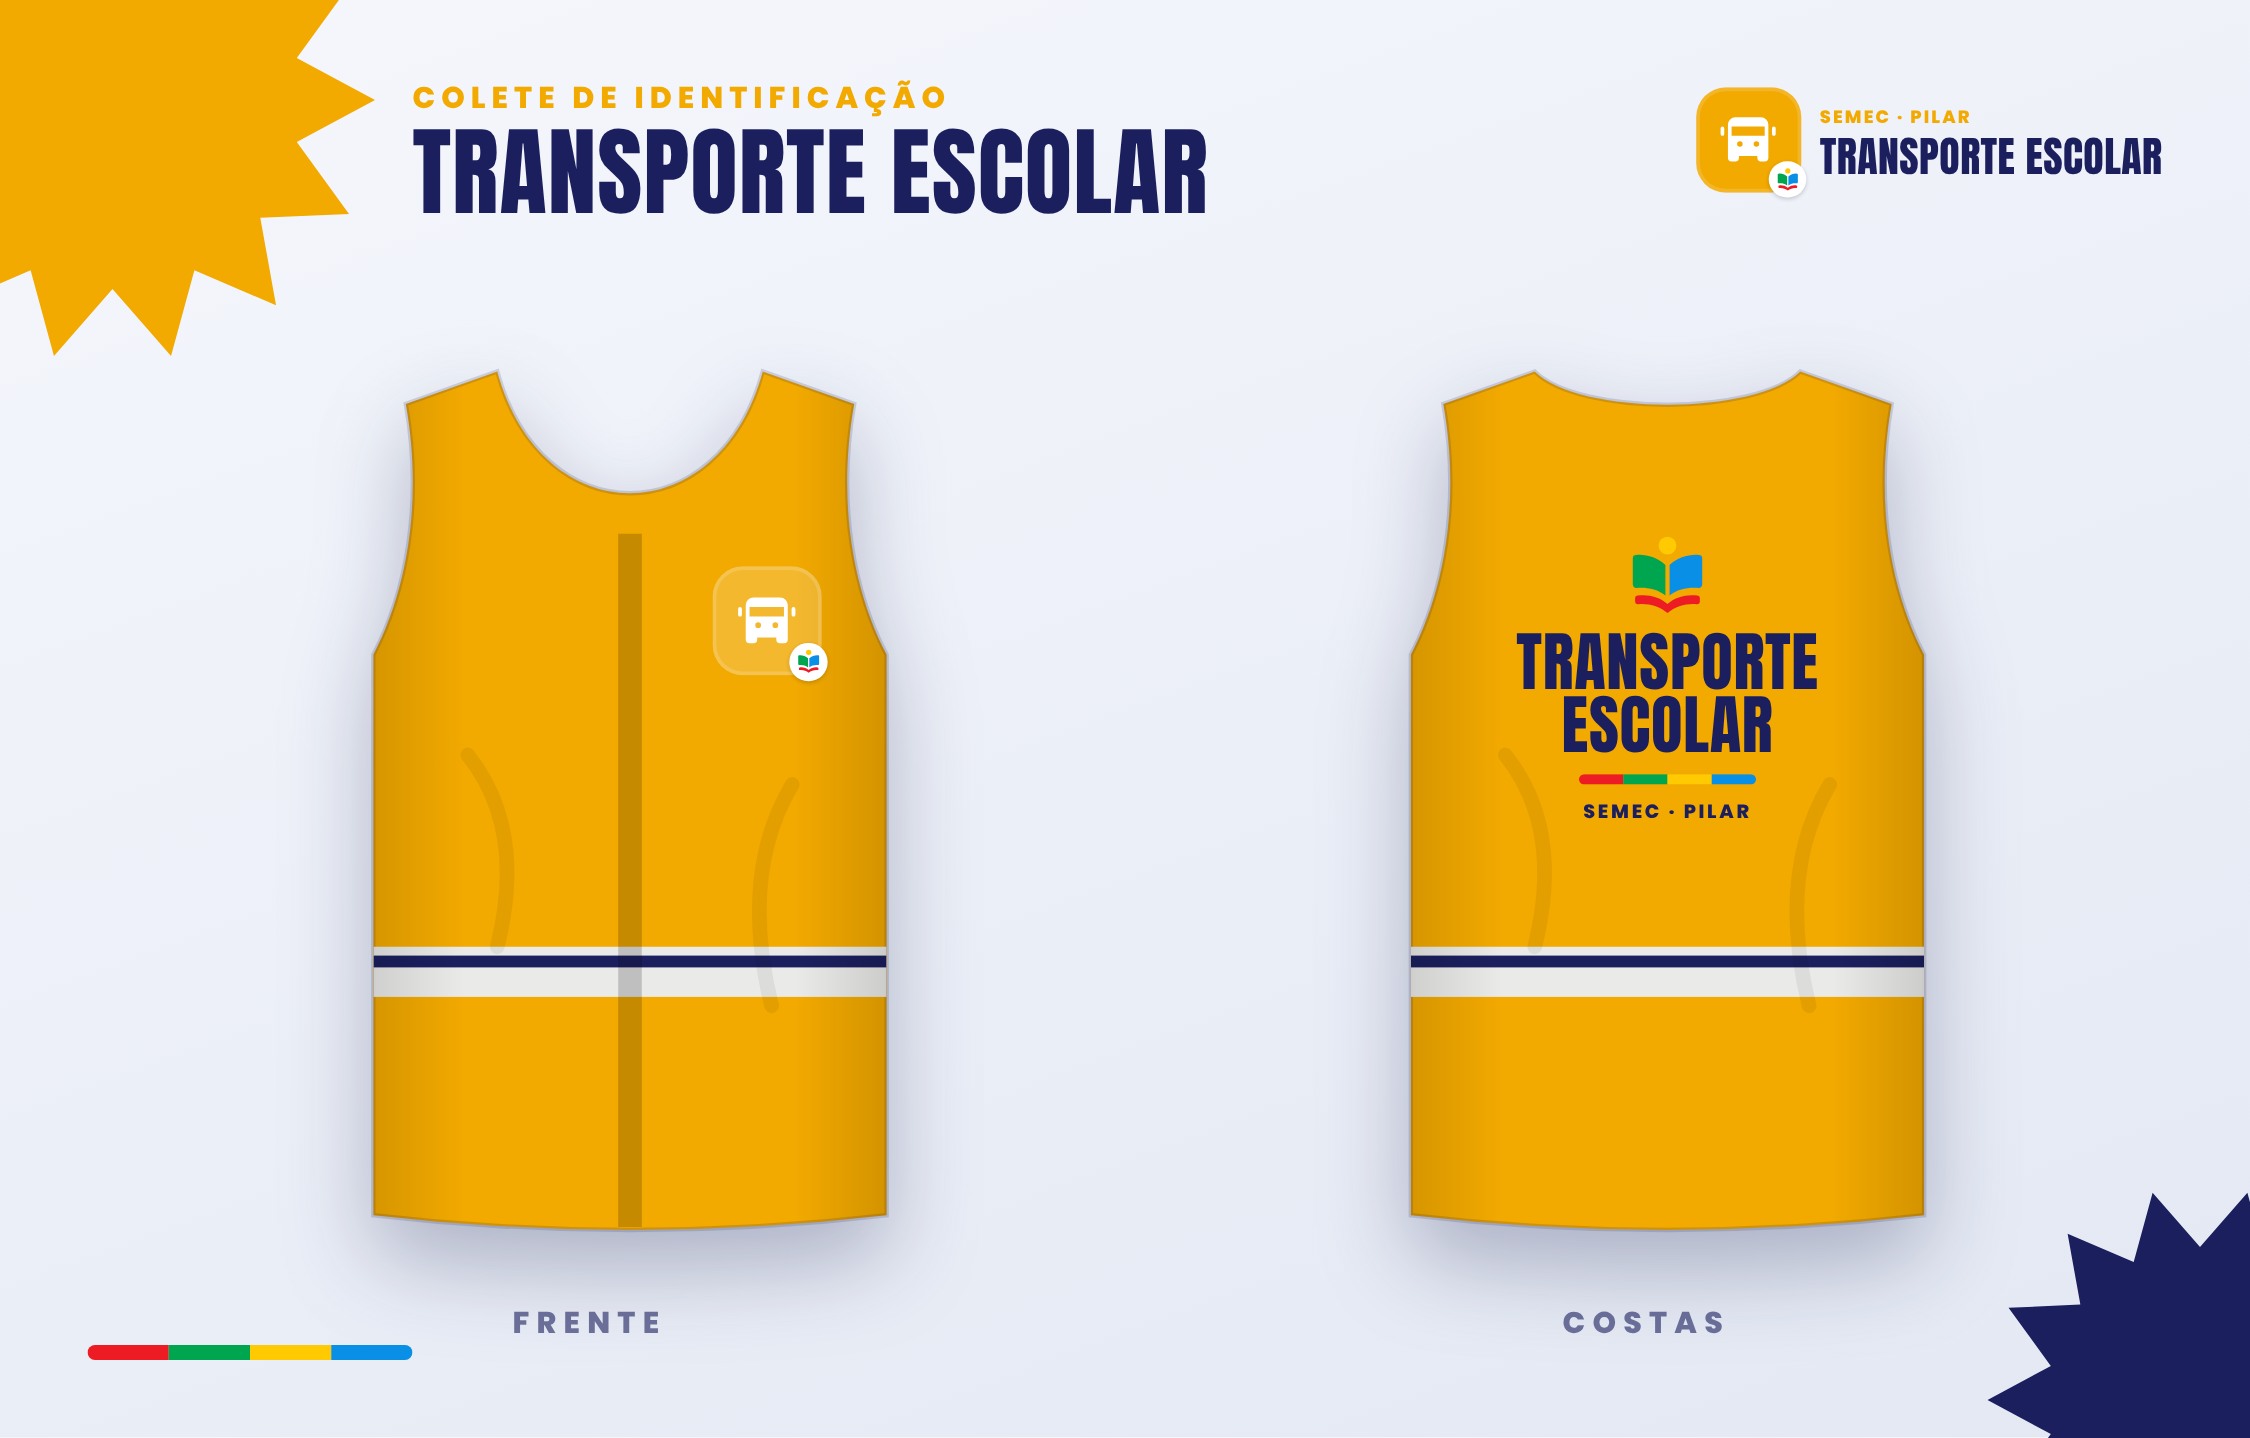 COLETE DE IDENTIFICAÇÃO
TRANSPORTE ESCOLAR
SEMEC · PILAR
TRANSPORTE ESCOLAR
TRANSPORTE
ESCOLAR
SEMEC · PILAR
FRENTE
COSTAS